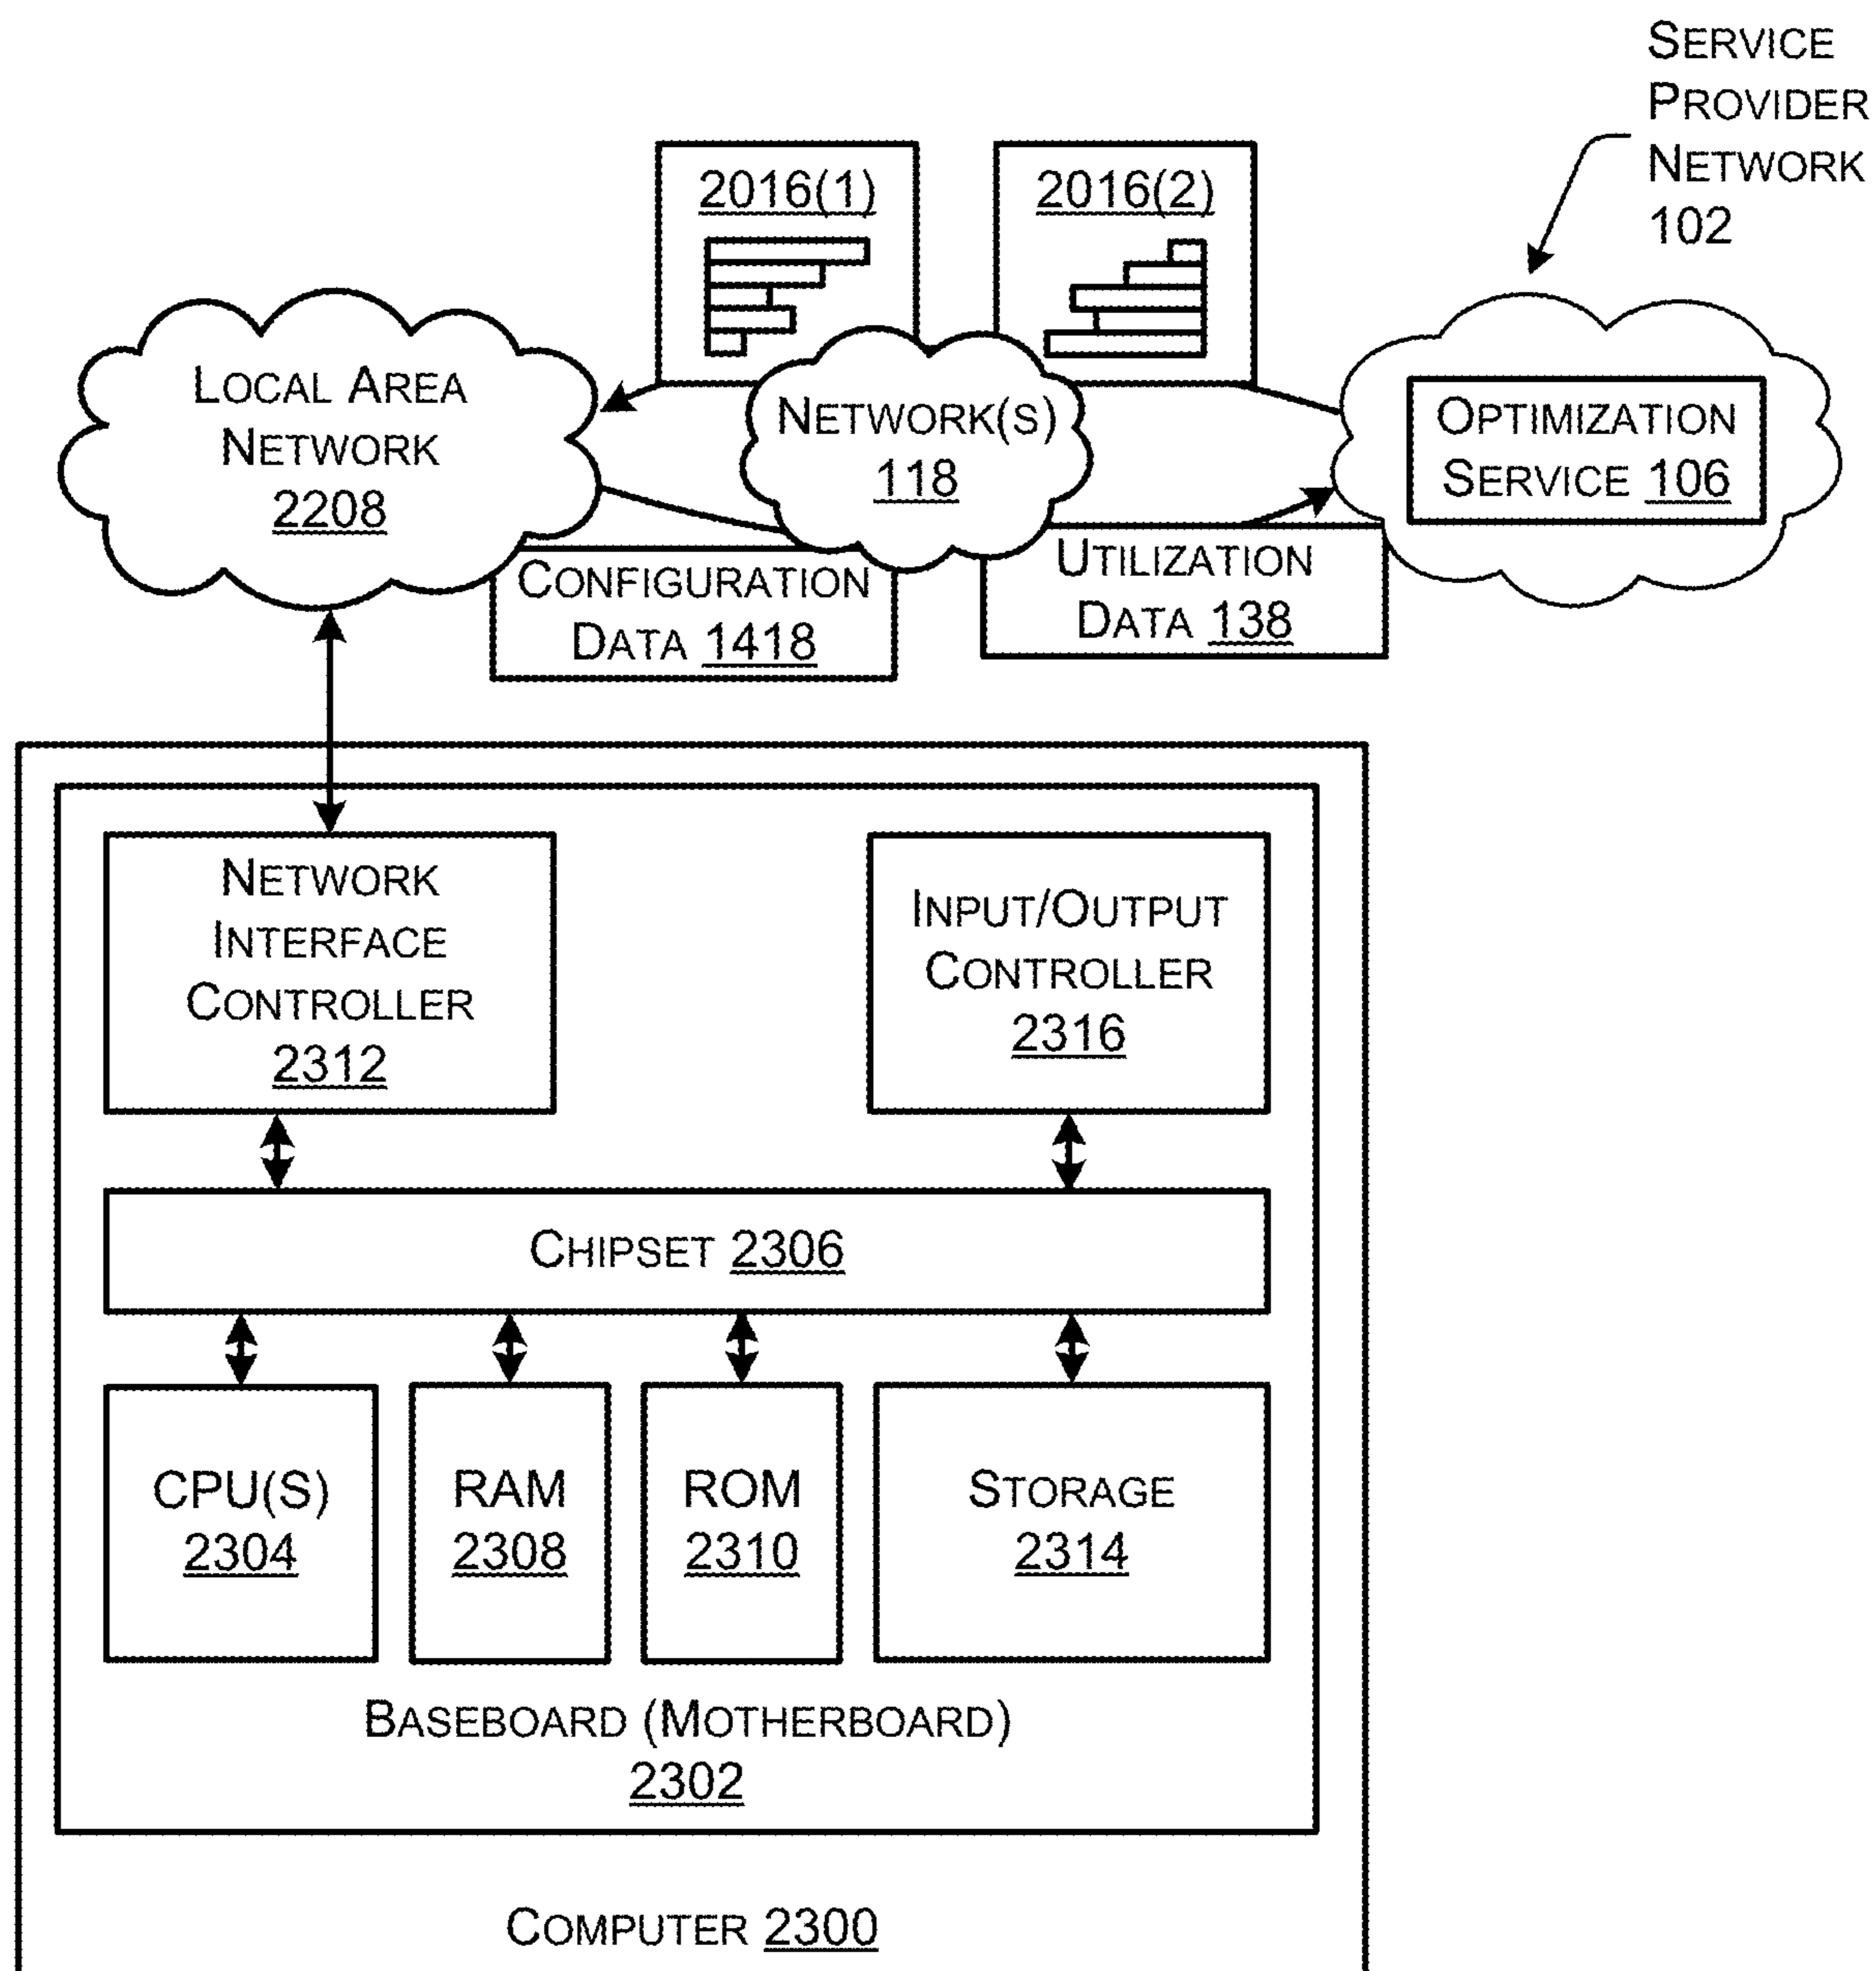 SERVICE
PROVIDER
NETWORK
102
2016(1)
2016(2)
LOCAL AREA
NETWORK
2208
NETWORK(S)
118
OPTIMIZATION
SERVICE 106
CONFIGURATION
DATA 1418
UTILIZATION
DATA 138
NETWORK
INTERFACE
CONTROLLER
2312
INPUT/OUTPUT
CONTROLLER
2316
CHIPSET 2306
CPU(S)
2304
RAM
2308
ROM
2310
STORAGE
2314
BASEBOARD (MOTHERBOARD)
2302
COMPUTER 2300